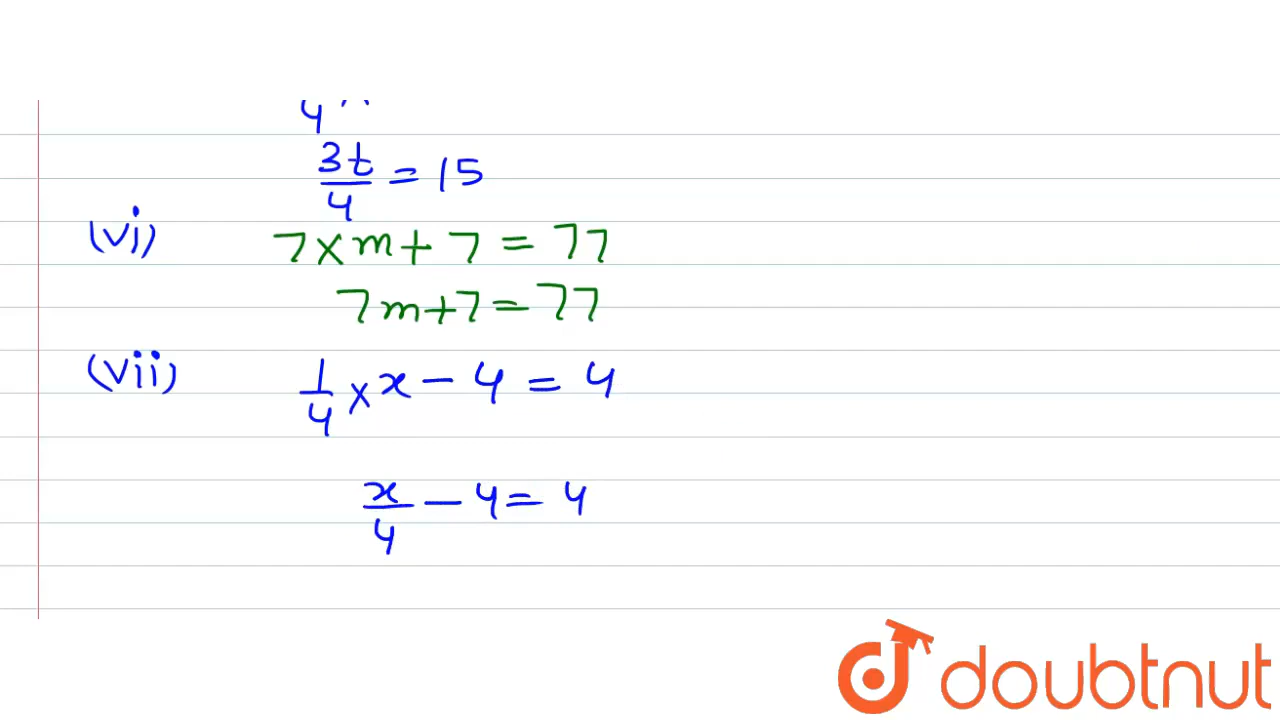 4
3t/4 = 15
(vi) 7 × m + 7 = 77
7m + 7 = 77
(vii) 1/4 × x - 4 = 4
x/4 - 4 = 4
doubtnut